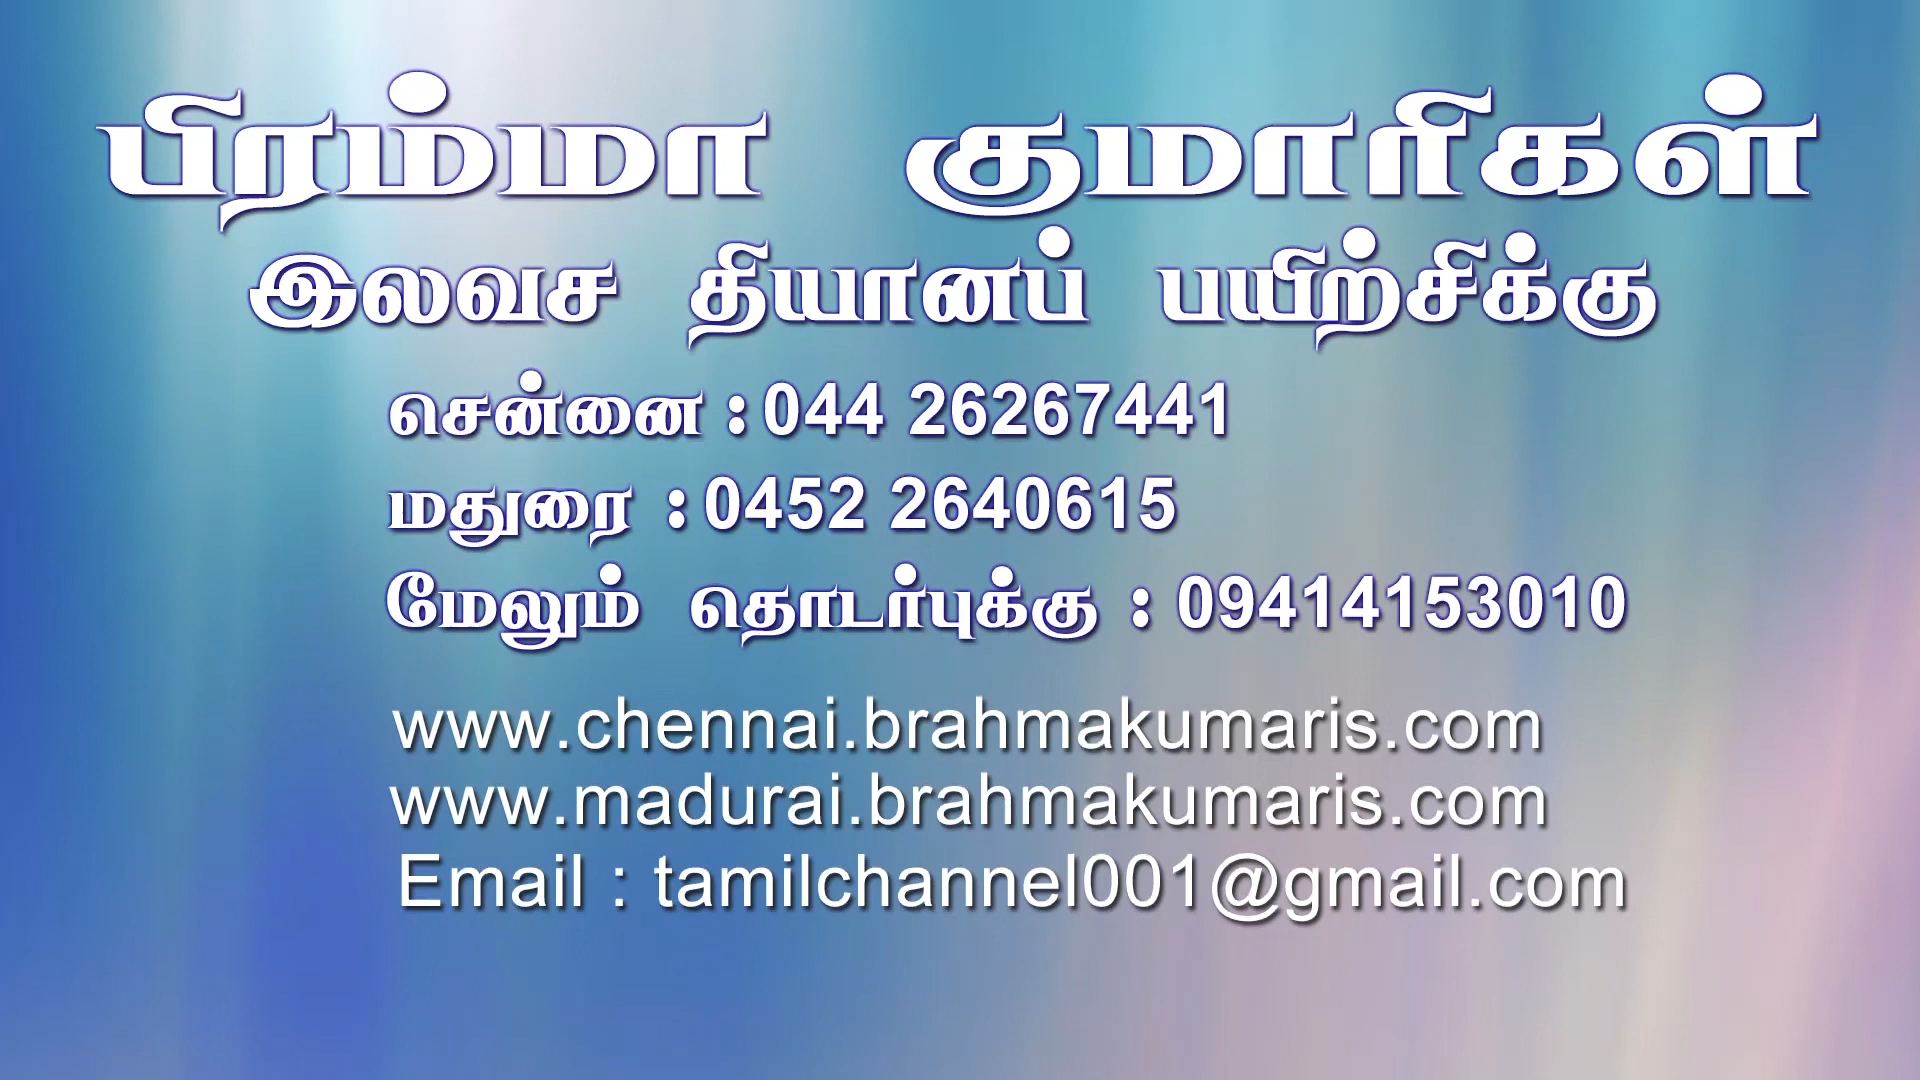 பிரம்மா குமாரிகள்
இலவச தியானப் பயிற்சிக்கு
சென்னை : 044 26267441
மதுரை : 0452 2640615
மேலும் தொடர்புக்கு : 09414153010
www.chennai.brahmakumaris.com
www.madurai.brahmakumaris.com
Email : tamilchannel001@gmail.com